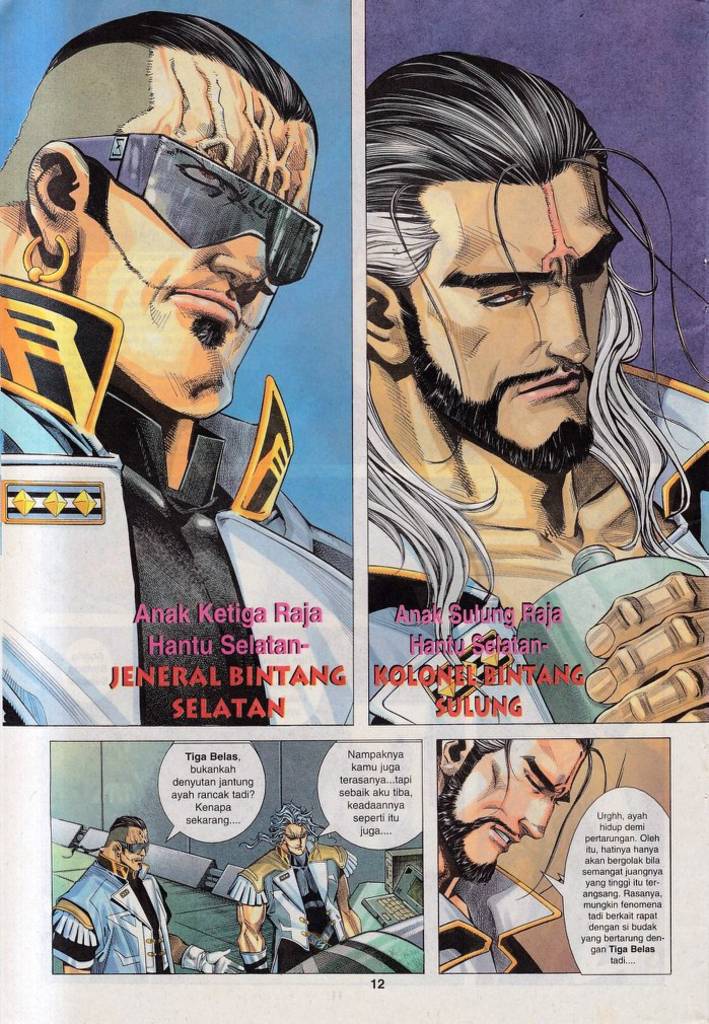 Anak Ketiga Raja
Hantu Selatan-
JENERAL BINTANG
SELATAN
Anak Sulung Raja
Hantu Selatan-
KOLONEL BINTANG
SULUNG
Tiga Belas,
bukankah
denyutan jantung
ayah rancak tadi?
Kenapa
sekarang....
Nampaknya
kamu juga
terasanya...tapi
sebaik aku tiba,
keadaannya
seperti itu
juga....
Urghh, ayah
hidup demi
pertarungan. Oleh
itu, hatinya hanya
akan bergolak bila
semangat juangnya
yang tinggi itu ter-
angsang. Rasanya,
mungkin fenomena
tadi berkait rapat
dengan si budak
yang bertarung den-
gan Tiga Belas
tadi....
12